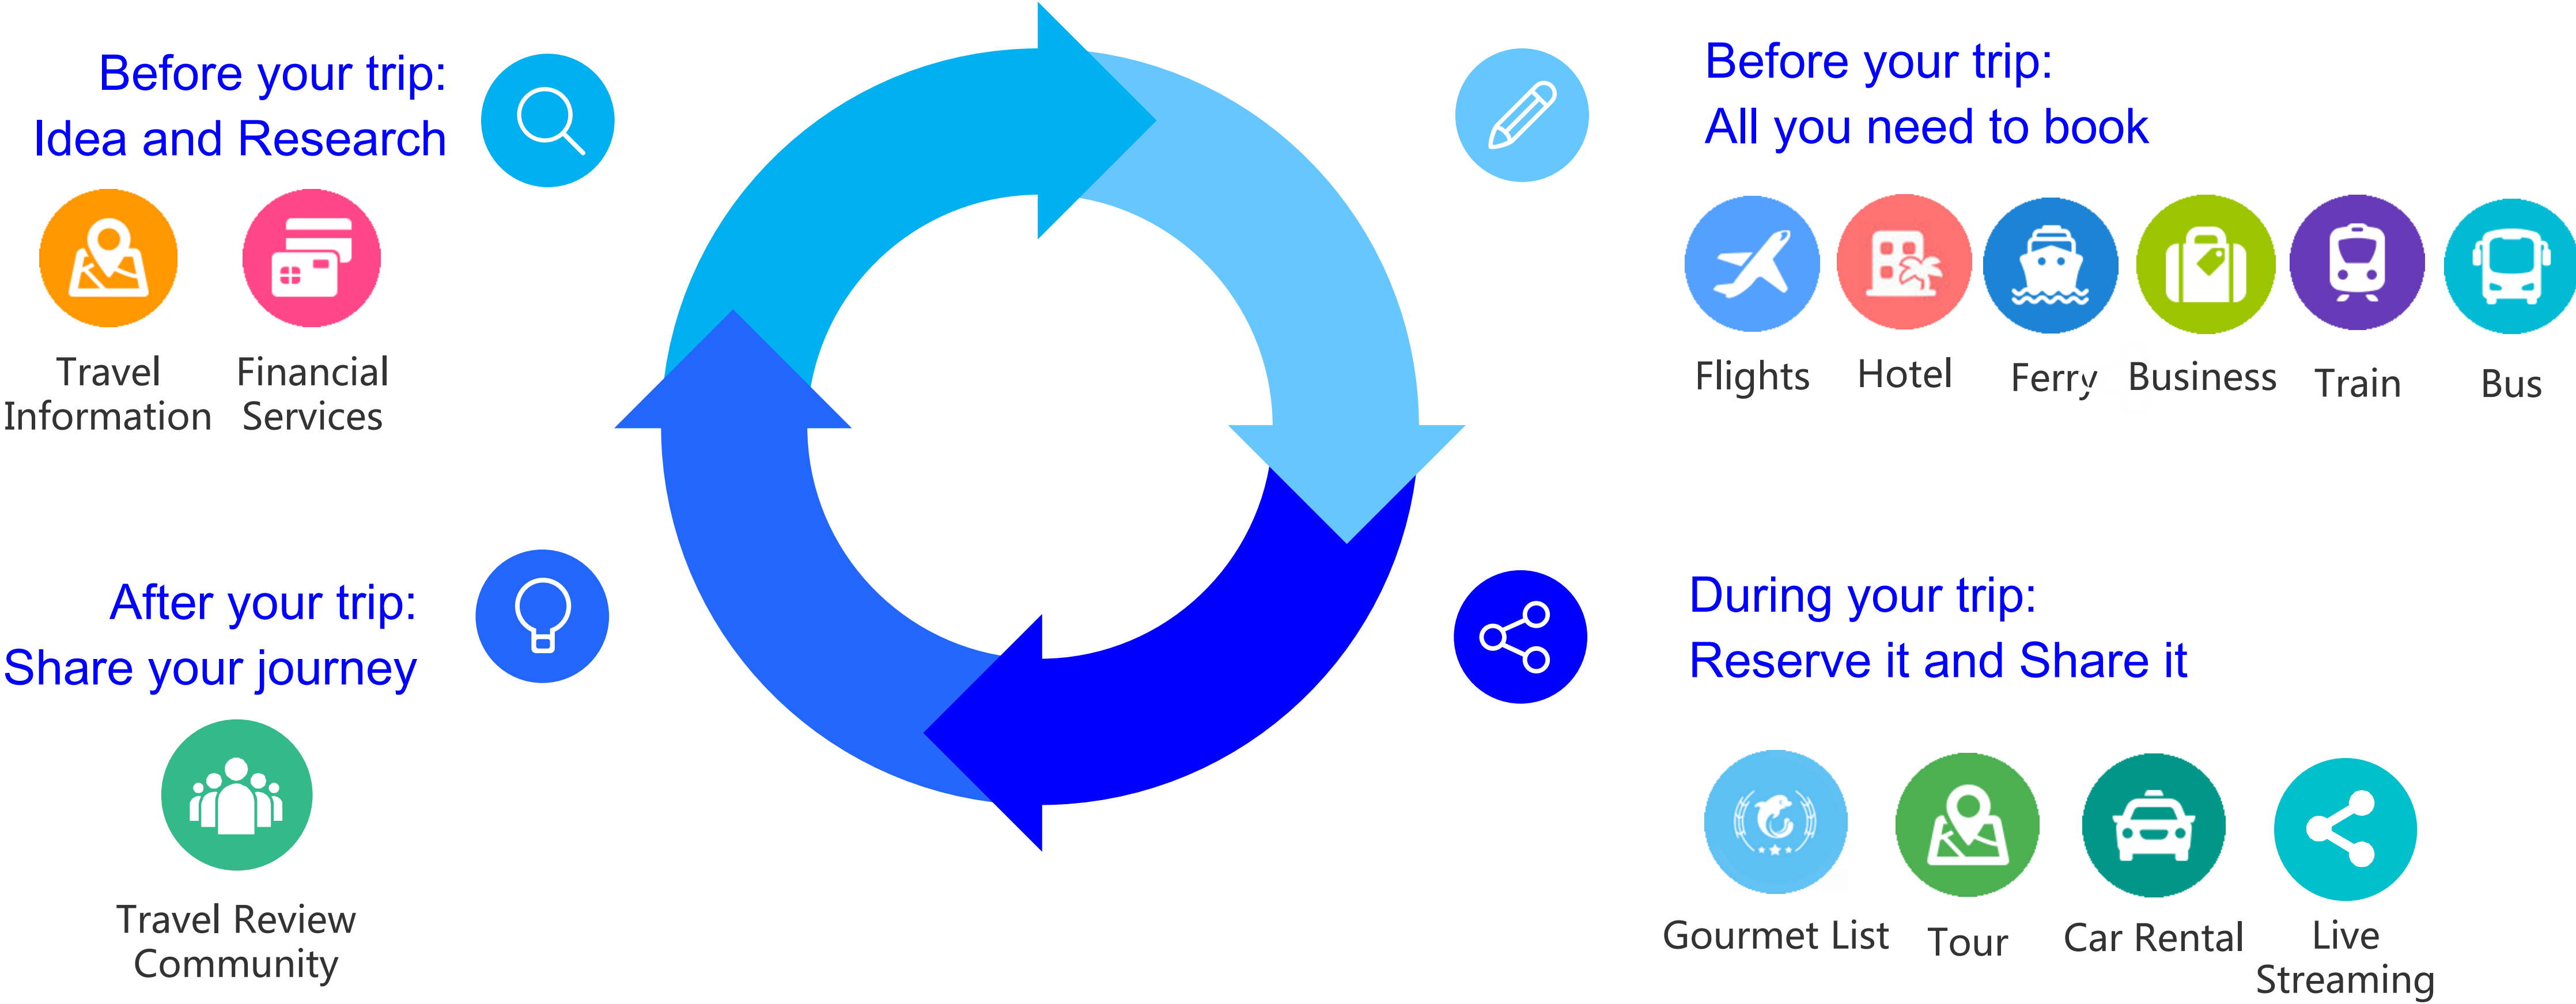 Before your trip:
Idea and Research
Travel
Information
Financial
Services
Before your trip:
All you need to book
Flights
Hotel
Ferry
Business
Train
Bus
After your trip:
Share your journey
Travel Review
Community
During your trip:
Reserve it and Share it
Gourmet List
Tour
Car Rental
Live
Streaming